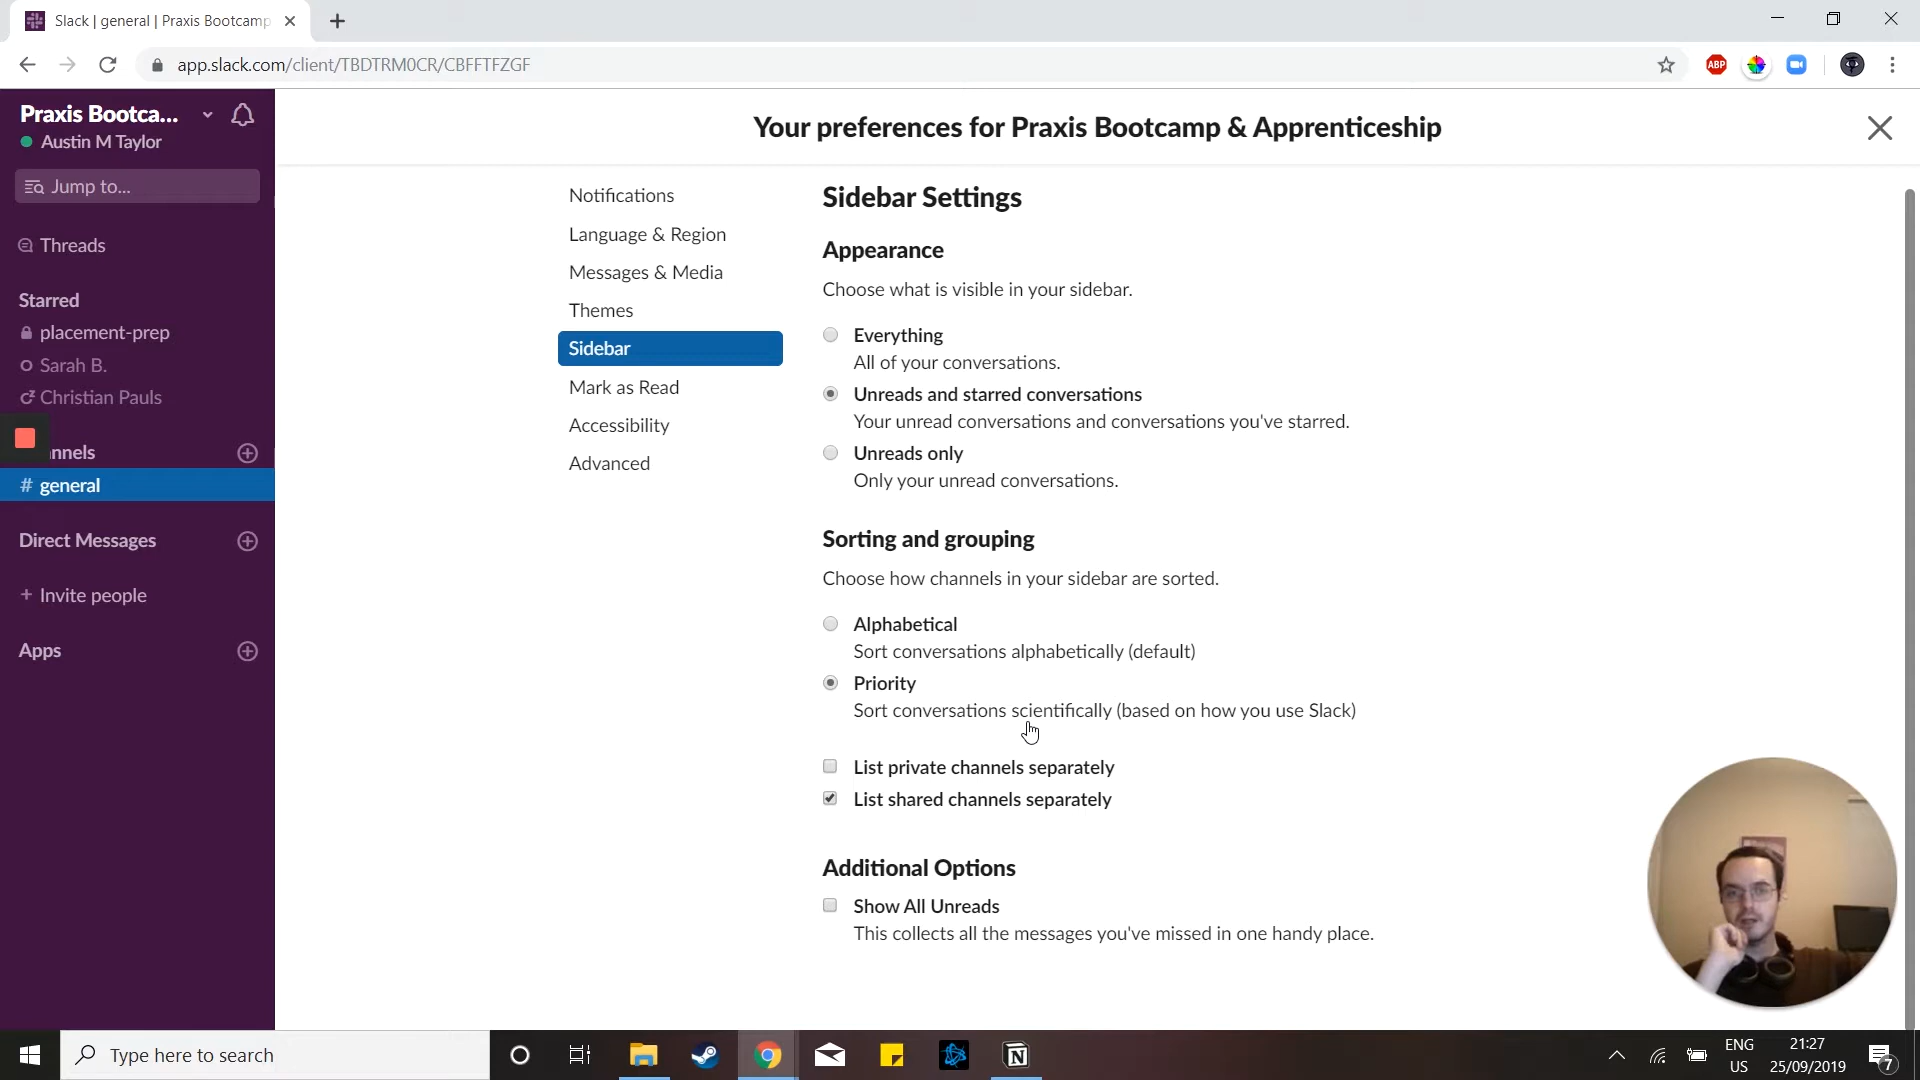 Slack | general | Praxis Bootcamp
app.slack.com/client/TBDTRM0CR/CBFFTFZGF
ABP
Praxis Bootca...
Austin M Taylor
Jump to...
Threads
Starred
placement-prep
Sarah B.
Christian Pauls
nnels
# general
Direct Messages
+ Invite people
Apps
Your preferences for Praxis Bootcamp & Apprenticeship
Notifications
Language & Region
Messages & Media
Themes
Sidebar
Mark as Read
Accessibility
Advanced
Sidebar Settings
Appearance
Choose what is visible in your sidebar.
Everything
All of your conversations.
Unreads and starred conversations
Your unread conversations and conversations you've starred.
Unreads only
Only your unread conversations.
Sorting and grouping
Choose how channels in your sidebar are sorted.
Alphabetical
Sort conversations alphabetically (default)
Priority
Sort conversations scientifically (based on how you use Slack)
List private channels separately
List shared channels separately
Additional Options
Show All Unreads
This collects all the messages you've missed in one handy place.
Type here to search
ENG
US
21:27
25/09/2019
7